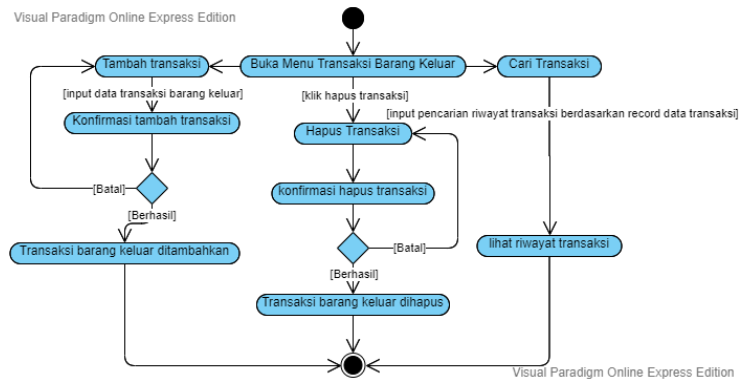 Visual Paradigm Online Express Edition
Tambah transaksi
Buka Menu Transaksi Barang Keluar
Cari Transaksi
[input data transaksi barang keluar]
[klik hapus transaksi]
[input pencarian riwayat transaksi berdasarkan record data transaksi]
Konfirmasi tambah transaksi
Hapus Transaksi
[Batal]
konfirmasi hapus transaksi
[Berhasil]
Transaksi barang keluar ditambahkan
[Batal]
lihat riwayat transaksi
[Berhasil]
Transaksi barang keluar dihapus
Visual Paradigm Online Express Edition